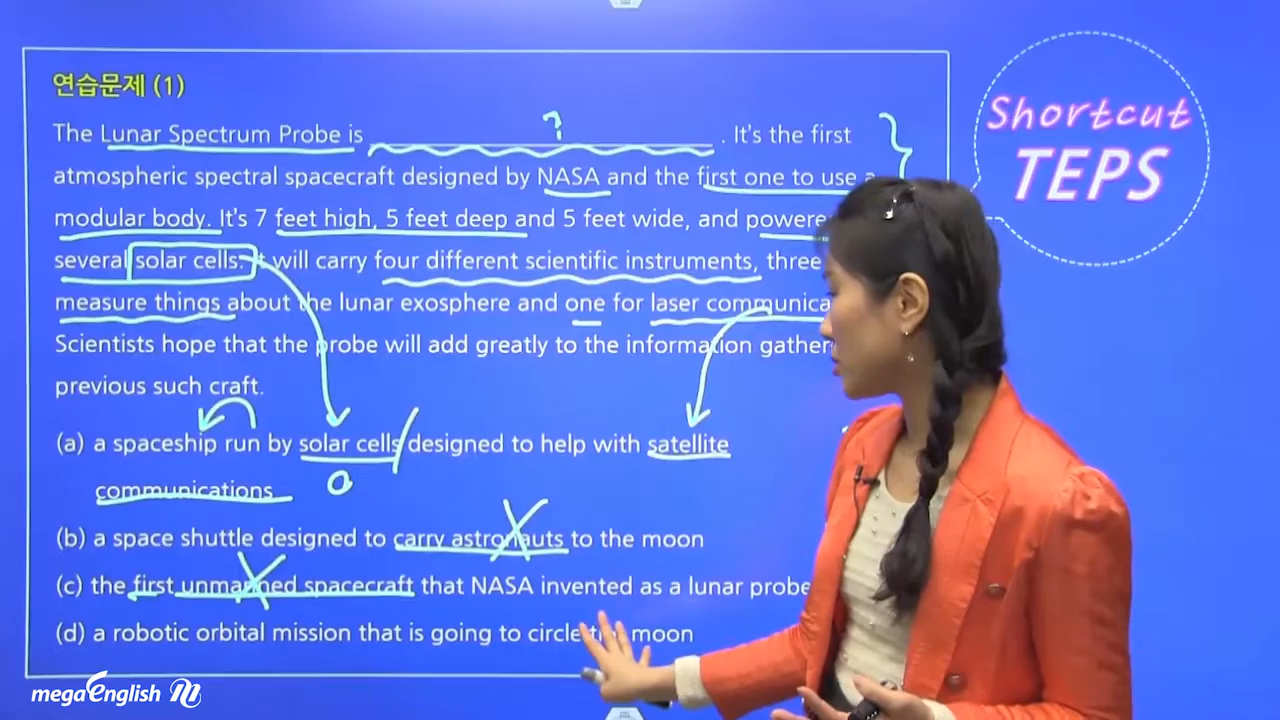 연습문제 (1)
The Lunar Spectrum Probe is ? . It's the first
atmospheric spectral spacecraft designed by NASA and the first one to use a
modular body. It's 7 feet high, 5 feet deep and 5 feet wide, and powere
several solar cells. It will carry four different scientific instruments, three
measure things about the lunar exosphere and one for laser communica
Scientists hope that the probe will add greatly to the information gather
previous such craft.
(a) a spaceship run by solar cells designed to help with satellite
communications
(b) a space shuttle designed to carry astronauts to the moon
(c) the first unmanned spacecraft that NASA invented as a lunar probe
(d) a robotic orbital mission that is going to circle the moon
Shortcut
TEPS
megaEnglish m